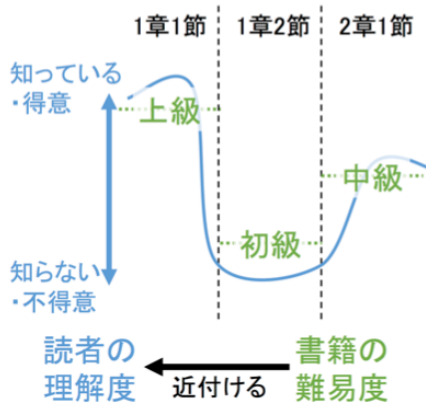 1章1節 1章2節 2章1節
知っている
・得意
上級
中級
初級
知らない
・不得意
読者の
理解度
近付ける
書籍の
難易度